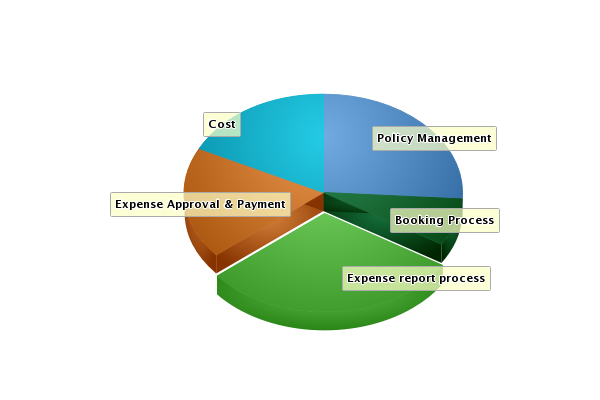 Cost
Policy Management
Expense Approval & Payment
Booking Process
Expense report process